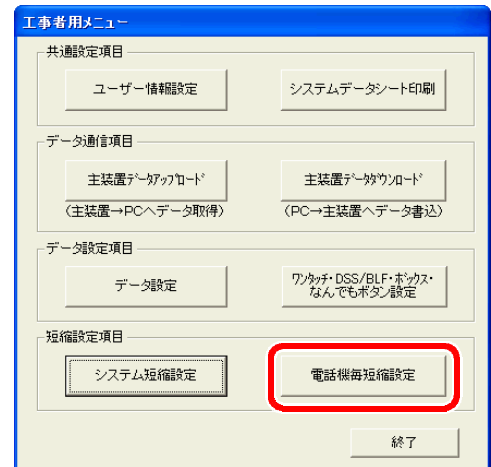 工事者用ﾒﾆｭｰ
共通設定項目
ユーザー情報設定
システムデータシート印刷
データ通信項目
主装置ﾃﾞｰﾀｱｯﾌﾟﾛｰﾄﾞ
主装置ﾃﾞｰﾀﾀﾞｳﾝﾛｰﾄﾞ
(主装置→PCへデータ取得)
(PC→主装置へデータ書込)
データ設定項目
データ設定
ﾜﾝﾀｯﾁ・DSS/BLF・ﾎﾞｯｸｽ・
なんでもボタン設定
短縮設定項目
システム短縮設定
電話機毎短縮設定
終了